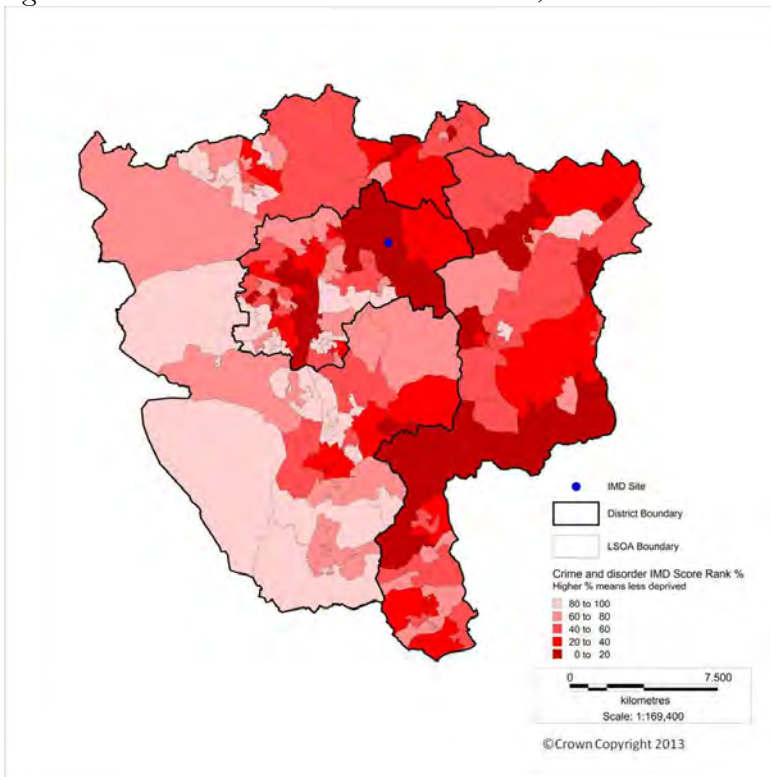 IMD Site
District Boundary
LSOA Boundary
Crime and disorder IMD Score Rank %
Higher % means less deprived
80 to 100
60 to 80
40 to 60
20 to 40
0 to 20
0 7.500
kilometres
Scale: 1:169,400
©Crown Copyright 2013